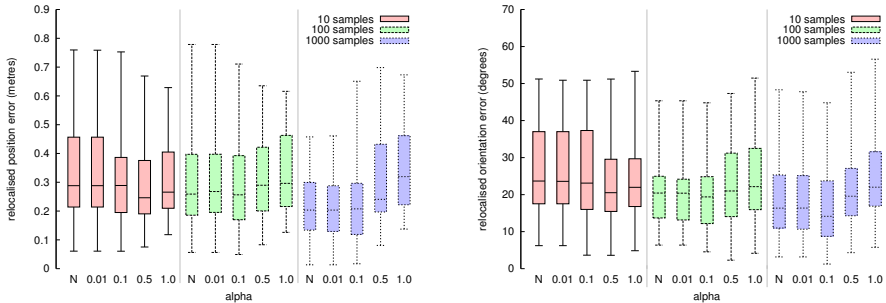 relocalised position error (metres)
0.9
0.8
0.7
0.6
0.5
0.4
0.3
0.2
0.1
0
10 samples
100 samples
1000 samples
N 0.01 0.1 0.5 1.0 N 0.01 0.1 0.5 1.0 N 0.01 0.1 0.5 1.0
alpha
relocalised orientation error (degrees)
70
60
50
40
30
20
10
0
10 samples
100 samples
1000 samples
N 0.01 0.1 0.5 1.0 N 0.01 0.1 0.5 1.0 N 0.01 0.1 0.5 1.0
alpha